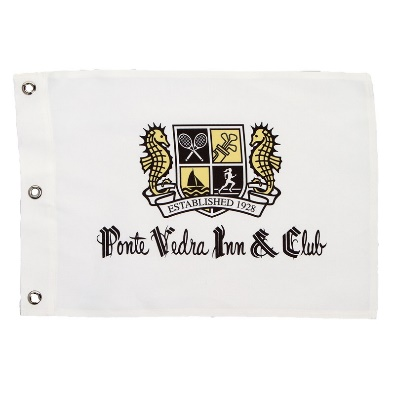 ESTABLISHED 1928
Ponte Vedra Inn & Club